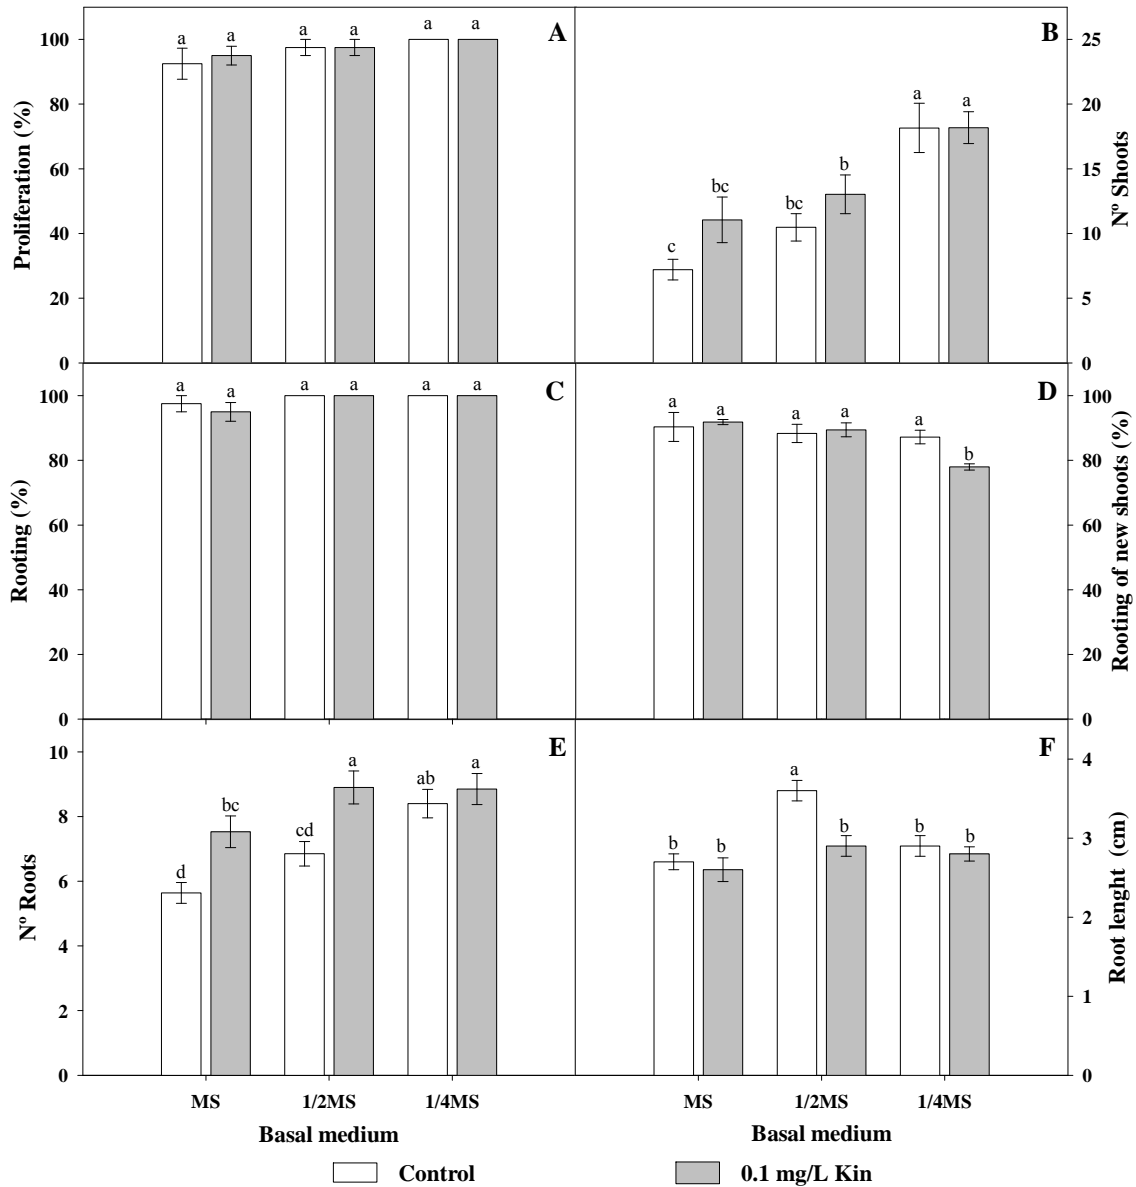 A
Proliferation (%)
100
80
60
40
20
0
a a a a a a
B
Nº Shoots
25
20
15
10
5
0
c bc bc b a a
C
Rooting (%)
100
80
60
40
20
0
a a a a a a
D
Rooting of new shoots (%)
100
80
60
40
20
0
a a a a a b
E
Nº Roots
10
8
6
4
2
0
d bc cd a ab a
MS 1/2MS 1/4MS
Basal medium
F
Root lenght (cm)
4
3
2
1
0
b b a b b b
MS 1/2MS 1/4MS
Basal medium
Control
0.1 mg/L Kin